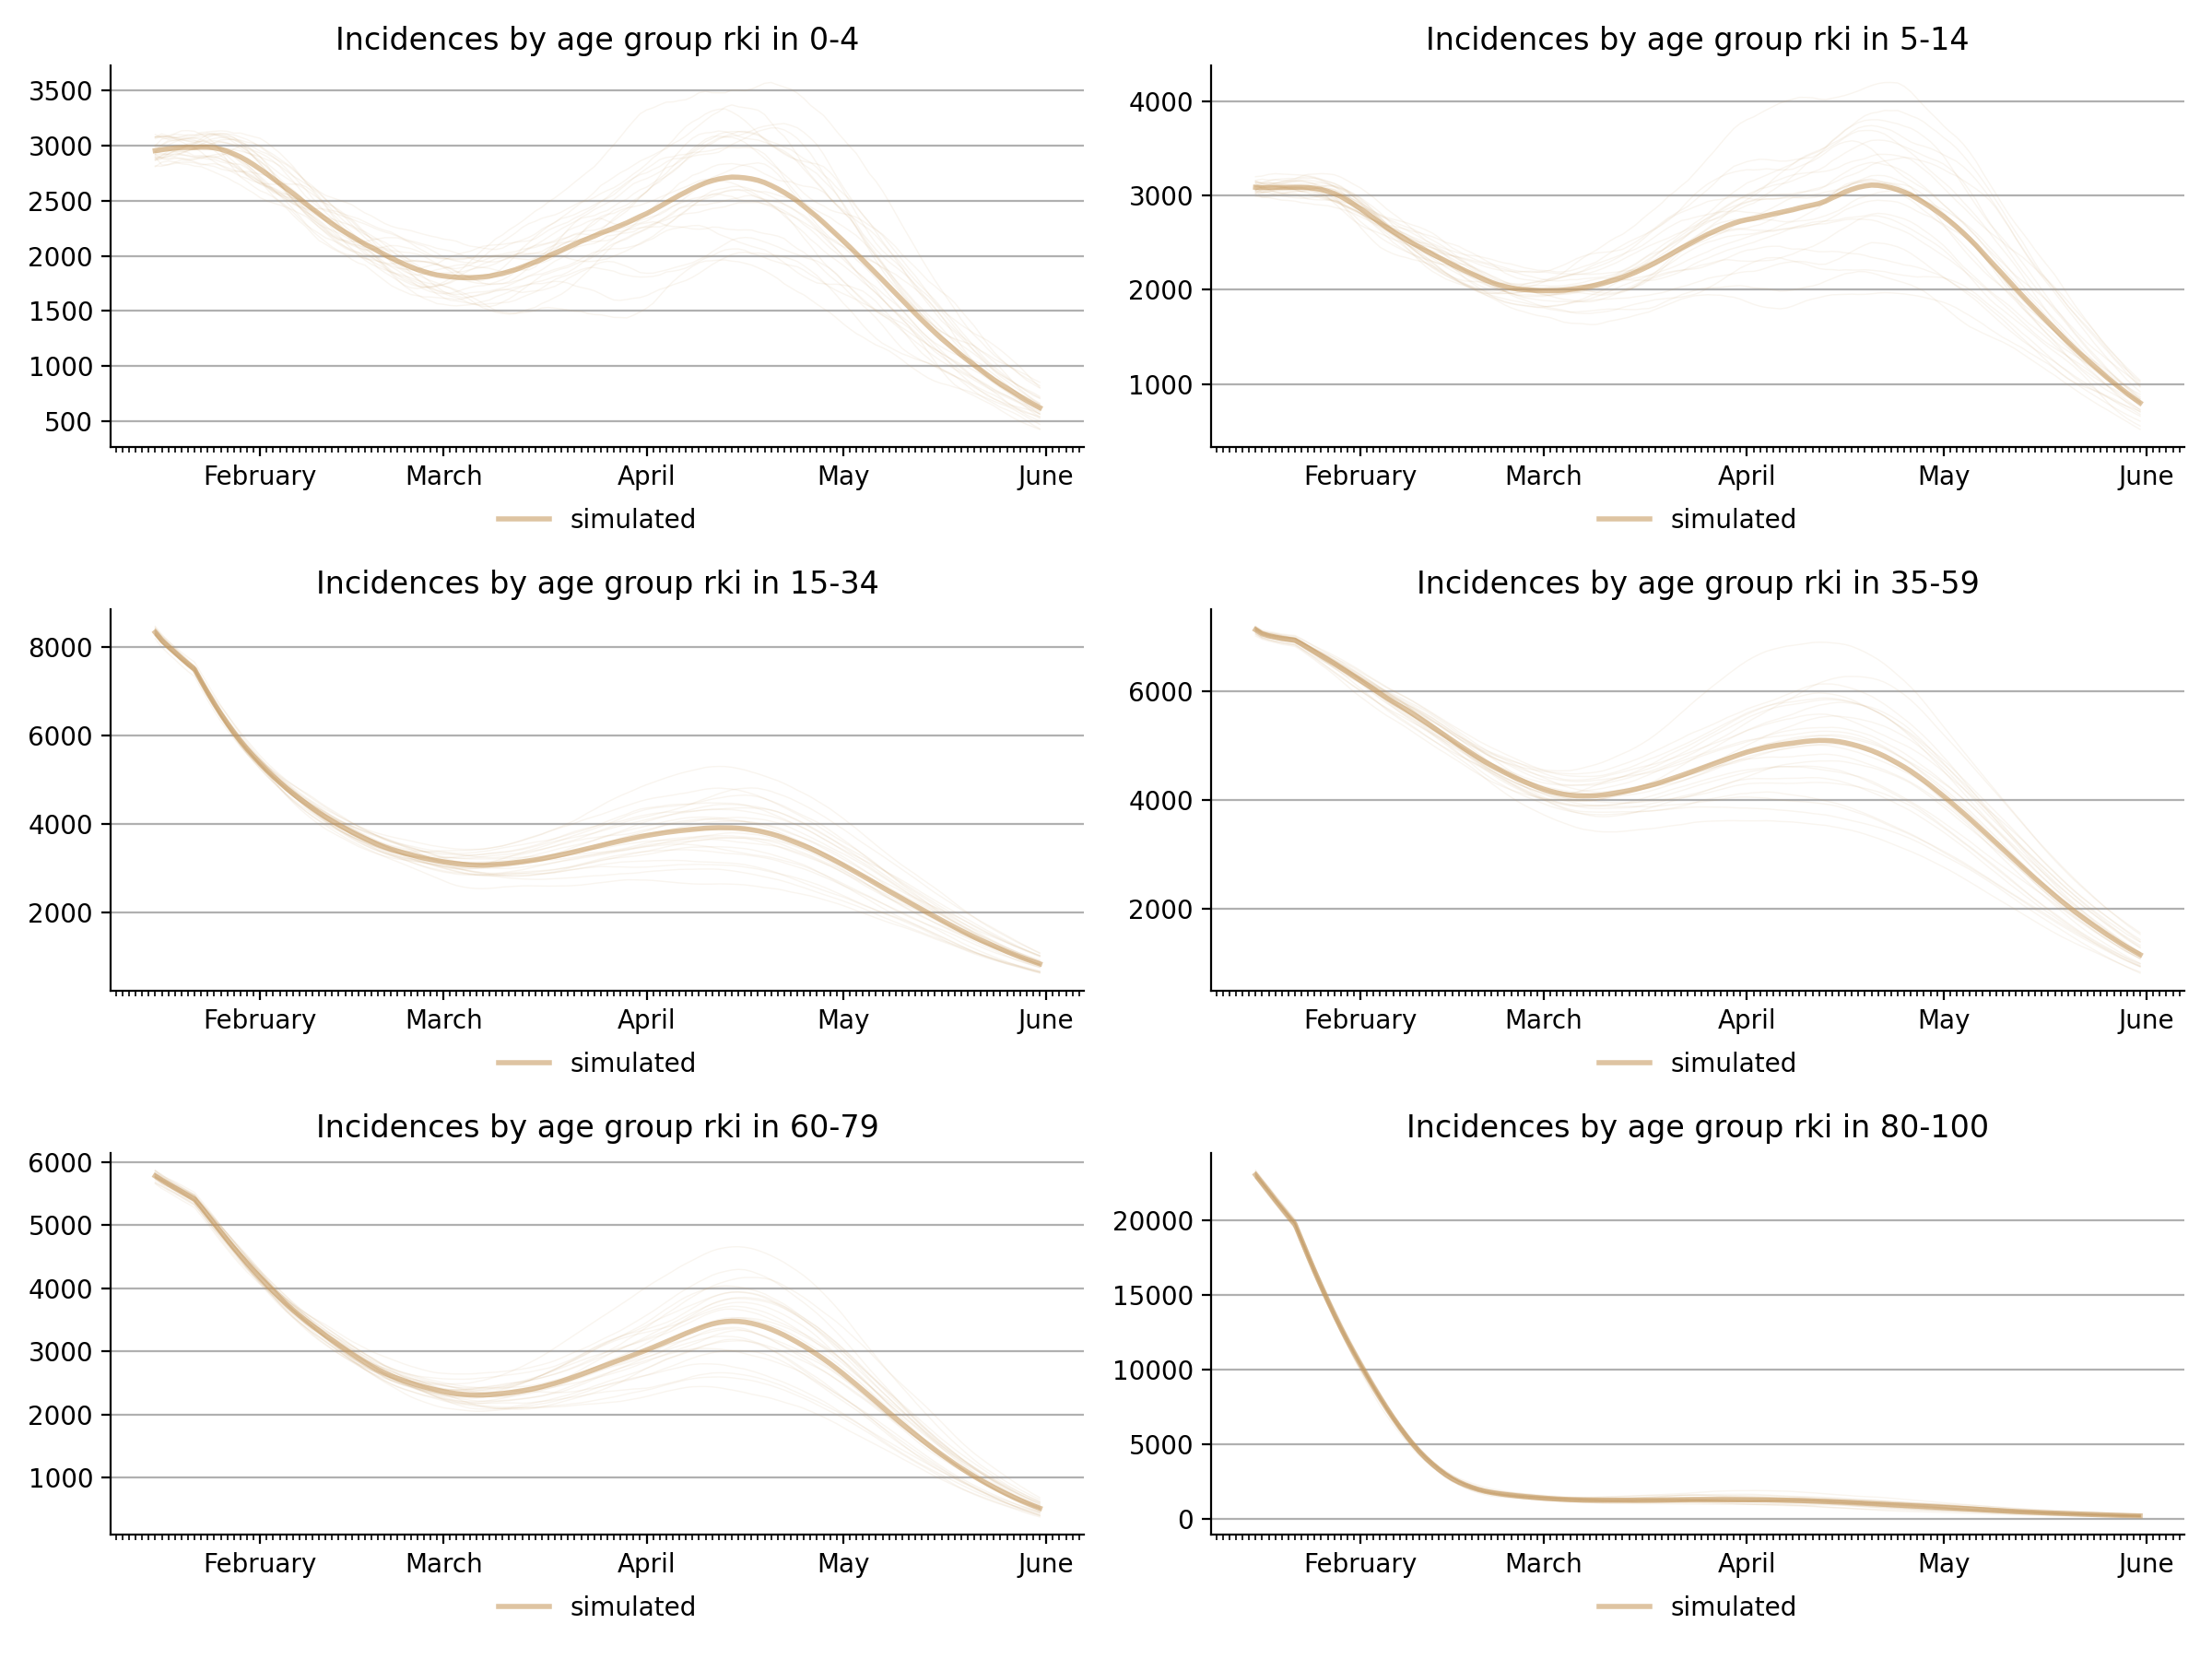 Incidences by age group rki in 0-4
3500
3000
2500
2000
1500
1000
500
February March April May June
simulated
Incidences by age group rki in 5-14
4000
3000
2000
1000
February March April May June
simulated
Incidences by age group rki in 15-34
8000
6000
4000
2000
February March April May June
simulated
Incidences by age group rki in 35-59
6000
4000
2000
February March April May June
simulated
Incidences by age group rki in 60-79
6000
5000
4000
3000
2000
1000
February March April May June
simulated
Incidences by age group rki in 80-100
20000
15000
10000
5000
0
February March April May June
simulated